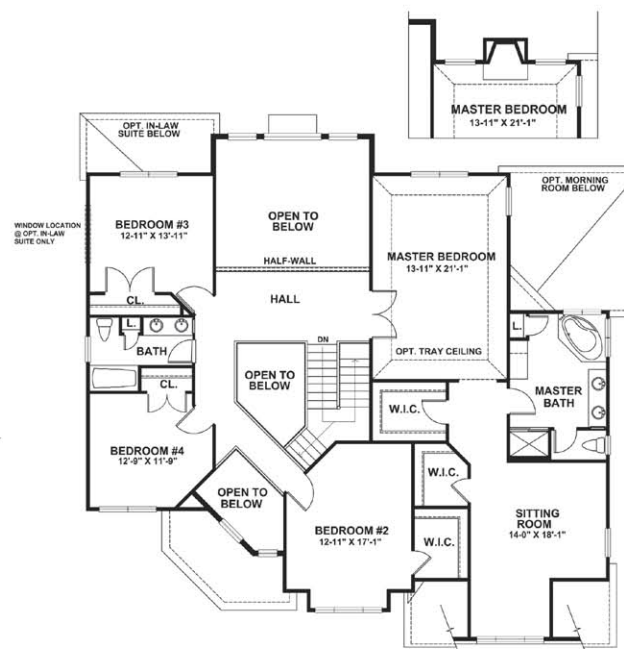 MASTER BEDROOM
13-11" X 21'-1"
OPT. IN-LAW
SUITE BELOW
OPT. MORNING
ROOM BELOW
WINDOW LOCATION
@ OPT. IN-LAW
SUITE ONLY
BEDROOM #3
12-11" X 13'-11"
OPEN TO
BELOW
MASTER BEDROOM
13-11" X 21'-1"
HALF-WALL
CL.
HALL
L.
BATH
DN
OPT. TRAY CEILING
L.
OPEN TO
BELOW
CL.
W.I.C.
MASTER
BATH
BEDROOM #4
12'-9" X 11'-9"
W.I.C.
OPEN TO
BELOW
BEDROOM #2
12-11" X 17'-1"
W.I.C.
SITTING
ROOM
14-0" X 18'-1"